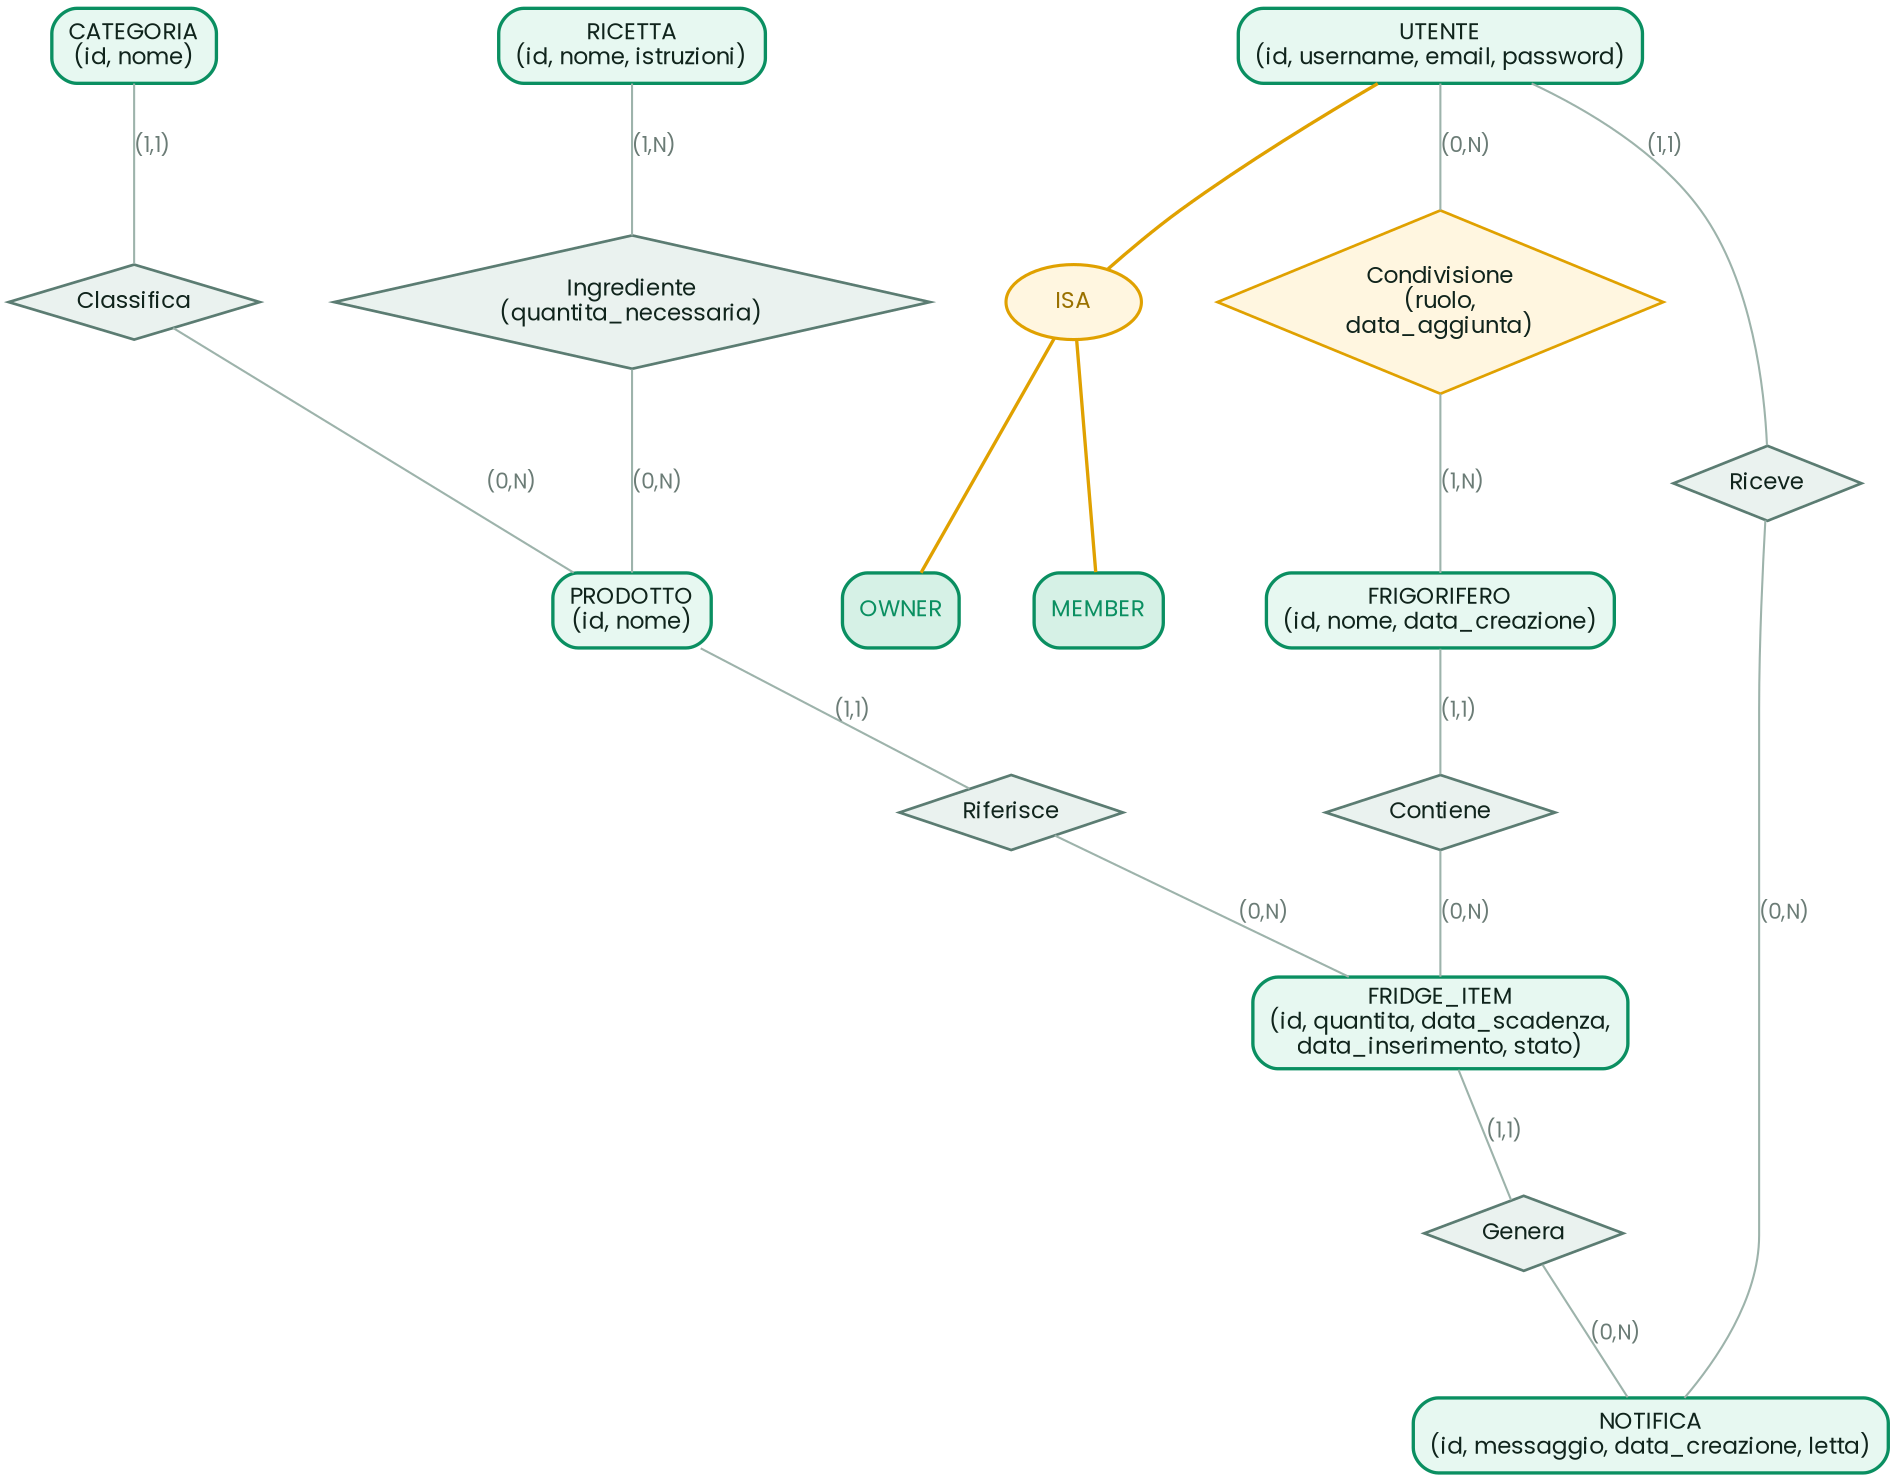 CATEGORIA
(id, nome)
RICETTA
(id, nome, istruzioni)
UTENTE
(id, username, email, password)
(1,1)
(1,N)
(0,N)
(1,1)
Classifica
Ingrediente
(quantita_necessaria)
ISA
Condivisione
(ruolo,
data_aggiunta)
(0,N)
(0,N)
(1,N)
Riceve
PRODOTTO
(id, nome)
OWNER
MEMBER
FRIGORIFERO
(id, nome, data_creazione)
(1,1)
(1,1)
Riferisce
Contiene
(0,N)
(0,N)
(0,N)
FRIDGE_ITEM
(id, quantita, data_scadenza,
data_inserimento, stato)
(1,1)
Genera
(0,N)
NOTIFICA
(id, messaggio, data_creazione, letta)